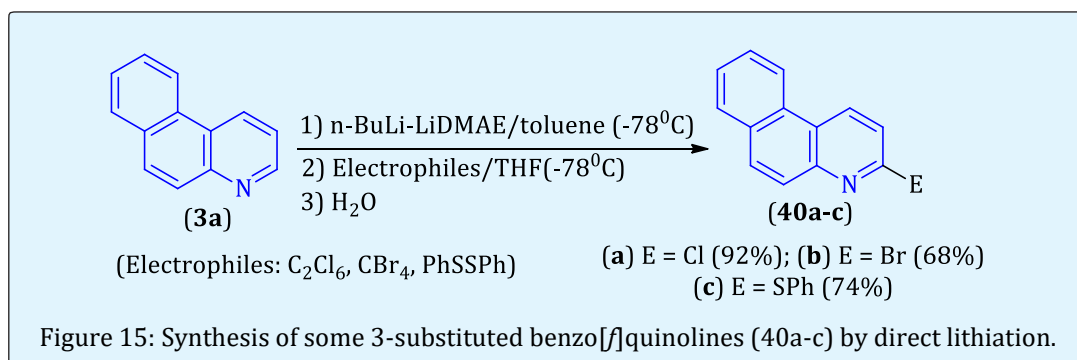 1) n-BuLi-LiDMAE/toluene (-78⁰C)
2) Electrophiles/THF(-78⁰C)
3) H₂O
N
(3a)
N
E
(40a-c)
(Electrophiles: C₂Cl₆, CBr₄, PhSSPh)
(a) E = Cl (92%); (b) E = Br (68%)
(c) E = SPh (74%)
Figure 15: Synthesis of some 3-substituted benzo[f]quinolines (40a-c) by direct lithiation.